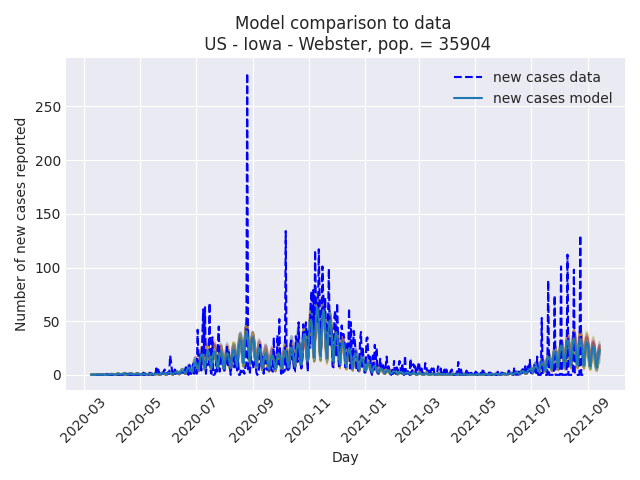 Model comparison to data
US - Iowa - Webster, pop. = 35904
new cases data
new cases model
Number of new cases reported
250
200
150
100
50
0
2020-03
2020-05
2020-07
2020-09
2020-11
2021-01
2021-03
2021-05
2021-07
2021-09
Day